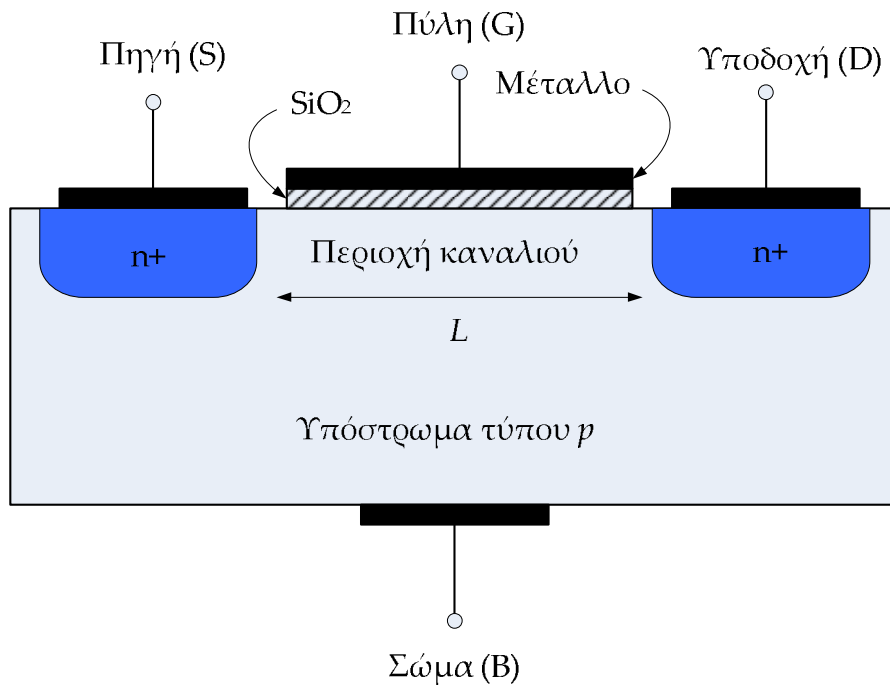 Πύλη (G)
Πηγή (S)
Υποδοχή (D)
Μέταλλο
SiO₂
n+
Περιοχή καναλιού
n+
L
Υπόστρωμα τύπου p
Σώμα (B)